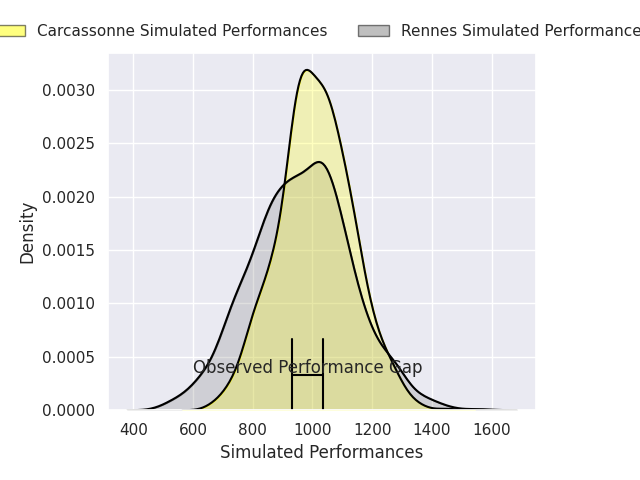 Carcassonne Simulated Performances
Rennes Simulated Performance
0.0030
0.0025
0.0020
0.0015
0.0010
0.0005
0.0000
Density
Observed Performance Gap
400 600 800 1000 1200 1400 1600
Simulated Performances